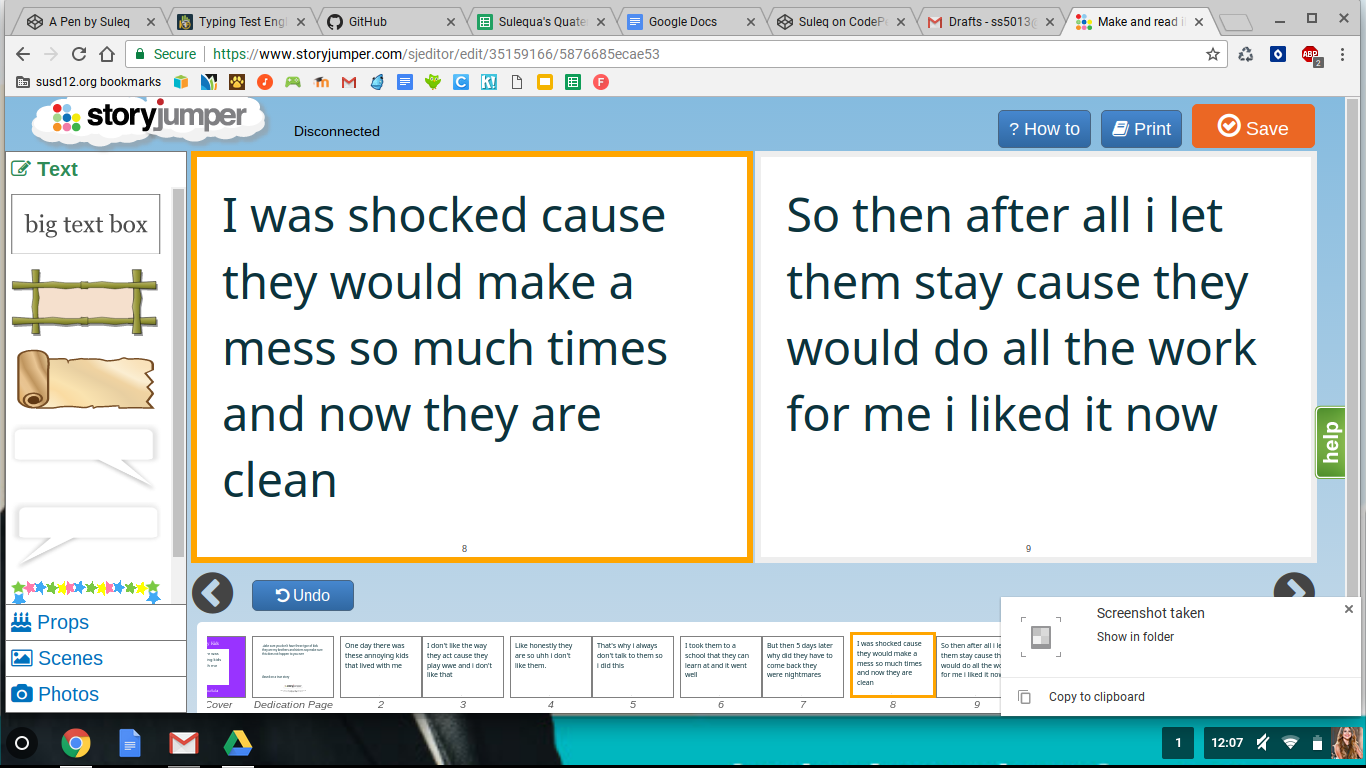 A Pen by Suleq
Typing Test Engl
GitHub
Sulequa's Quate
Google Docs
Suleq on CodePe
Drafts - ss5013@
Make and read il
Secure
https://www.storyjumper.com/sjeditor/edit/35159166/5876685ecae53
ABP
2
susd12.org bookmarks
storyjumper
Disconnected
? How to
Print
Save
Text
big text box
I was shocked cause
they would make a
mess so much times
and now they are
clean
8
So then after all i let
them stay cause they
would do all the work
for me i liked it now
9
help
Undo
Props
Scenes
Photos
One day there was
these annoying kids
that lived with me
I don't like the way
they act cause they
play wwe and i don't
like that
Like honestly they
are so uhh i don't
like them.
That's why i always
don't talk to them so
i did this
I took them to a
school that they can
learn at and it went
well
But then 5 days later
why did they have to
come back they
were nightmares
I was shocked cause
they would make a
mess so much times
and now they are
clean
So then after all i le
them stay cause th
would do all the wo
for me i liked it now
Cover
Dedication Page
2
3
4
5
6
7
8
9
Screenshot taken
Show in folder
Copy to clipboard
1
12:07